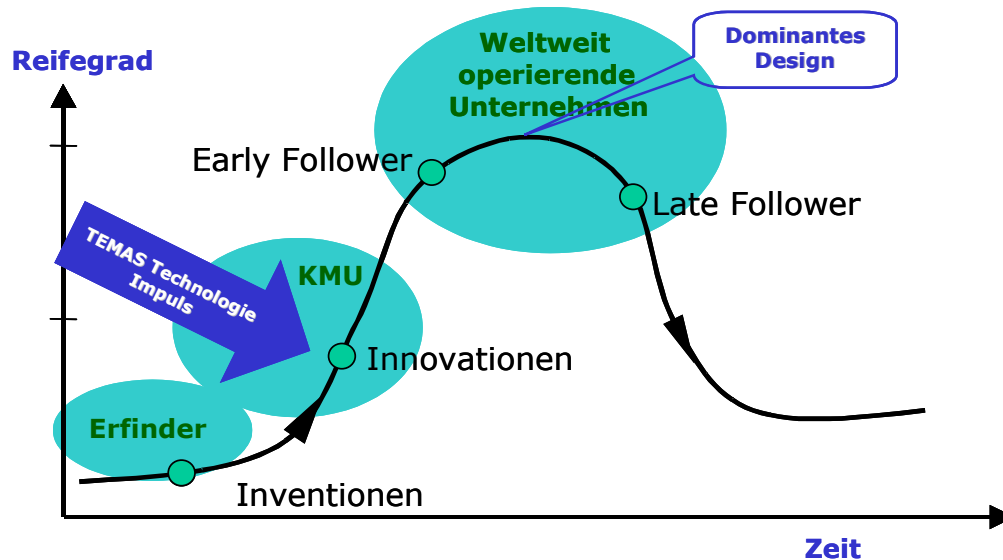 Weltweit
operierende
Unternehmen
Dominantes
Design
Reifegrad
Early Follower
Late Follower
TEMAS Technologie
Impuls
KMU
Innovationen
Erfinder
Inventionen
Zeit